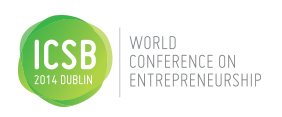 ICSB
2014 DUBLIN
WORLD
CONFERENCE ON
ENTREPRENEURSHIP